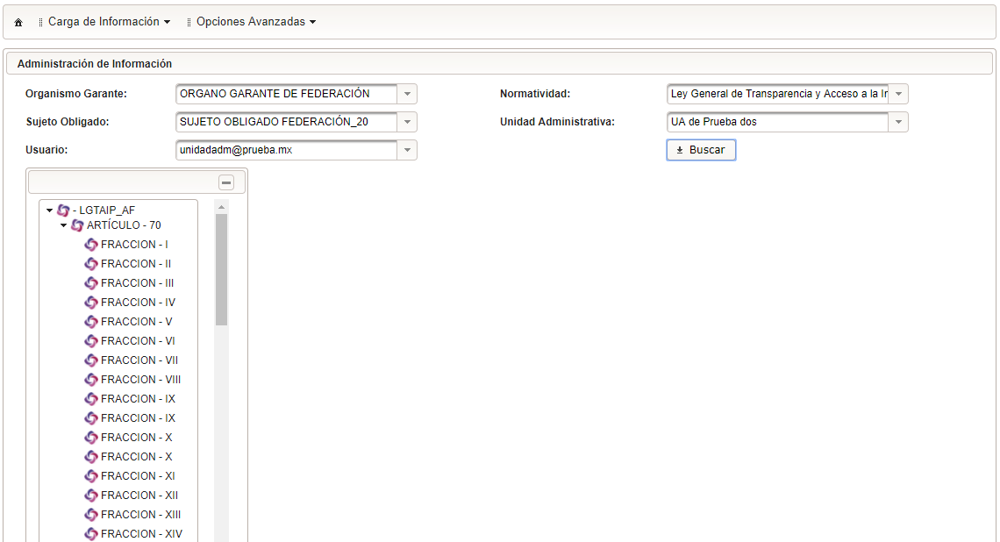 Carga de Información Opciones Avanzadas
Administración de Información
Organismo Garante: ORGANO GARANTE DE FEDERACIÓN Normatividad: Ley General de Transparencia y Acceso a la Ir
Sujeto Obligado: SUJETO OBLIGADO FEDERACIÓN_20 Unidad Administrativa: UA de Prueba dos
Usuario: unidadadm@prueba.mx Buscar
- LGTAIP_AF
ARTÍCULO - 70
FRACCION - I
FRACCION - II
FRACCION - III
FRACCION - IV
FRACCION - V
FRACCION - VI
FRACCION - VII
FRACCION - VIII
FRACCION - IX
FRACCION - IX
FRACCION - X
FRACCION - X
FRACCION - XI
FRACCION - XII
FRACCION - XIII
FRACCION - XIV